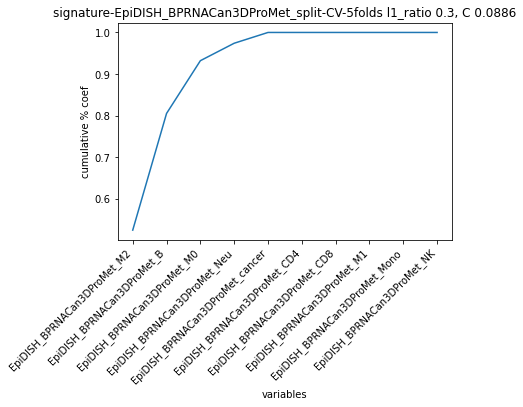 signature-EpiDISH_BPRNACan3DProMet_split-CV-5folds l1_ratio 0.3, C 0.0886
cumulative % coef
1.0
0.9
0.8
0.7
0.6
EpiDISH_BPRNACan3DProMet_M2
EpiDISH_BPRNACan3DProMet_B
EpiDISH_BPRNACan3DProMet_M0
EpiDISH_BPRNACan3DProMet_Neu
EpiDISH_BPRNACan3DProMet_cancer
EpiDISH_BPRNACan3DProMet_CD4
EpiDISH_BPRNACan3DProMet_CD8
EpiDISH_BPRNACan3DProMet_M1
EpiDISH_BPRNACan3DProMet_Mono
EpiDISH_BPRNACan3DProMet_NK
variables